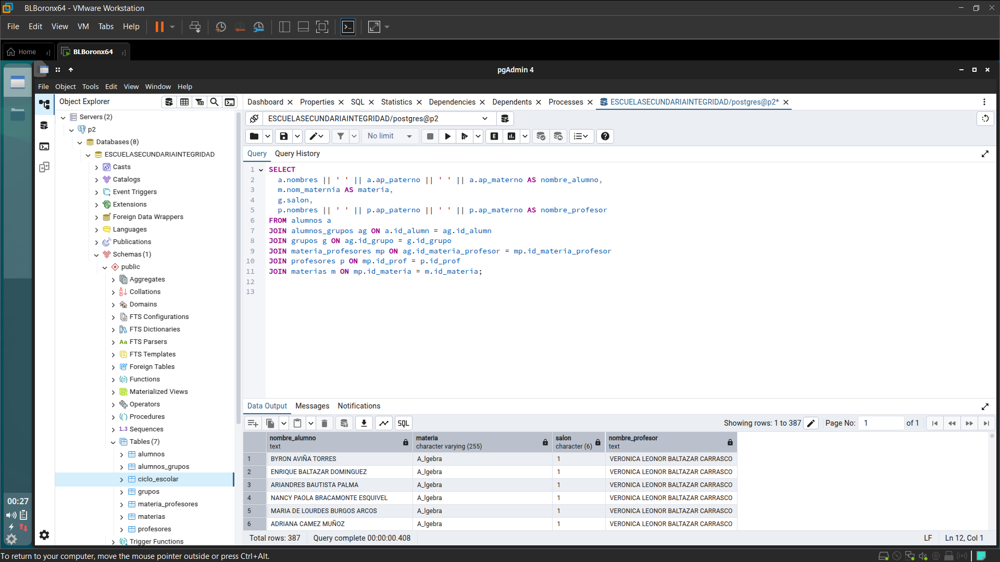 BLBoronx64 - VMware Workstation
File Edit View VM Tabs Help
Home
BLBoronx64
pgAdmin 4
File Object Tools Edit View Window Help
Object Explorer
Dashboard Properties SQL Statistics Dependencies Dependents Processes ESCUELASECUNDARIAINTEGRIDAD/postgres@p2*
Servers (2)
p2
Databases (8)
ESCUELASECUNDARIAINTEGRIDAD
Casts
Catalogs
Event Triggers
Extensions
Foreign Data Wrappers
Languages
Publications
Schemas (1)
public
Aggregates
Collations
Domains
FTS Configurations
FTS Dictionaries
Aa FTS Parsers
FTS Templates
Foreign Tables
Functions
Materialized Views
Operators
Procedures
1..3 Sequences
Tables (7)
alumnos
alumnos_grupos
ciclo_escolar
grupos
materia_profesores
materias
profesores
Trigger Functions
00:27
ESCUELASECUNDARIAINTEGRIDAD/postgres@p2
No limit
E
Query Query History
1 SELECT
2 a.nombres || ' ' || a.ap_paterno || ' ' || a.ap_materno AS nombre_alumno,
3 m.nom_maternia AS materia,
4 g.salon,
5 p.nombres || ' ' || p.ap_paterno || ' ' || p.ap_materno AS nombre_profesor
6 FROM alumnos a
7 JOIN alumnos_grupos ag ON a.id_alumn = ag.id_alumn
8 JOIN grupos g ON ag.id_grupo = g.id_grupo
9 JOIN materia_profesores mp ON ag.id_materia_profesor = mp.id_materia_profesor
10 JOIN profesores p ON mp.id_prof = p.id_prof
11 JOIN materias m ON mp.id_materia = m.id_materia;
12
13
Data Output Messages Notifications
SQL
Showing rows: 1 to 387 Page No: 1 of 1
nombre_alumno text materia character varying (255) salon character (6) nombre_profesor text
1 BYRON AVIÑA TORRES A_lgebra 1 VERONICA LEONOR BALTAZAR CARRASCO
2 ENRIQUE BALTAZAR DOMINGUEZ A_lgebra 1 VERONICA LEONOR BALTAZAR CARRASCO
3 ARIANDRES BAUTISTA PALMA A_lgebra 1 VERONICA LEONOR BALTAZAR CARRASCO
4 NANCY PAOLA BRACAMONTE ESQUIVEL A_lgebra 1 VERONICA LEONOR BALTAZAR CARRASCO
5 MARIA DE LOURDES BURGOS ARCOS A_lgebra 1 VERONICA LEONOR BALTAZAR CARRASCO
6 ADRIANA CAMEZ MUÑOZ A_lgebra 1 VERONICA LEONOR BALTAZAR CARRASCO
Total rows: 387 Query complete 00:00:00.408 LF Ln 12, Col 1
To return to your computer, move the mouse pointer outside or press Ctrl+Alt.